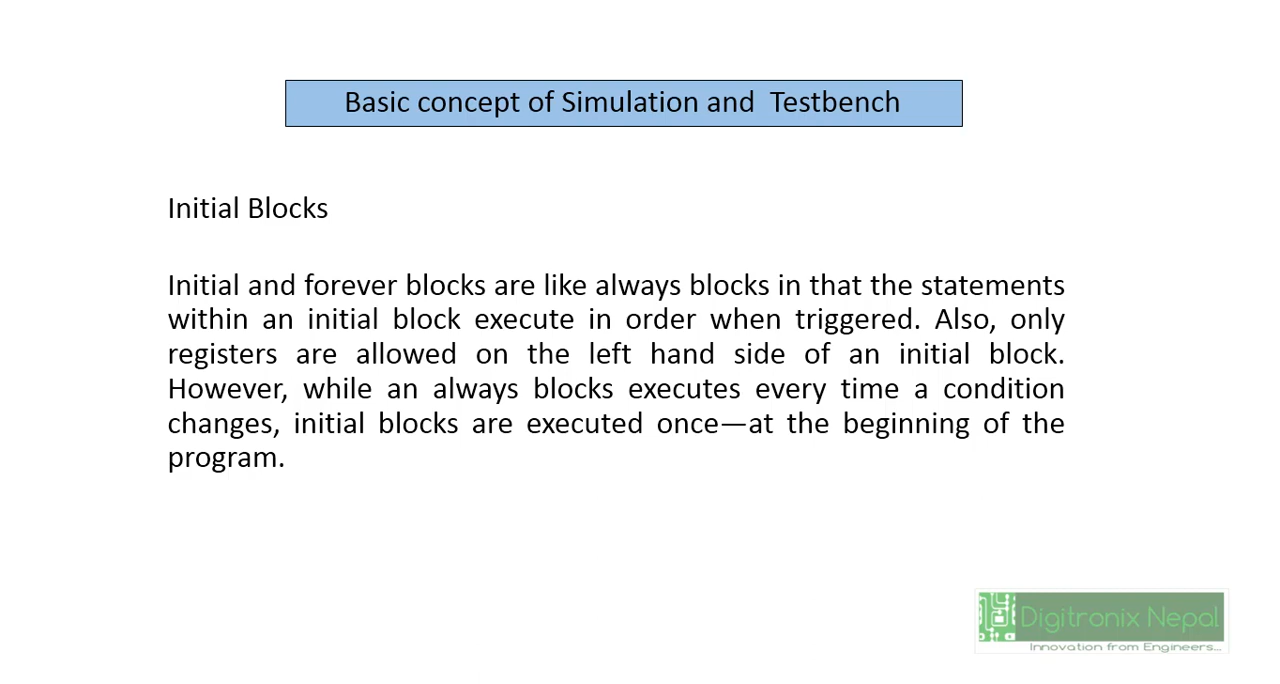 Basic concept of Simulation and Testbench
Initial Blocks
Initial and forever blocks are like always blocks in that the statements
within an initial block execute in order when triggered. Also, only
registers are allowed on the left hand side of an initial block.
However, while an always blocks executes every time a condition
changes, initial blocks are executed once—at the beginning of the
program.
Digitronix Nepal
Innovation from Engineers...